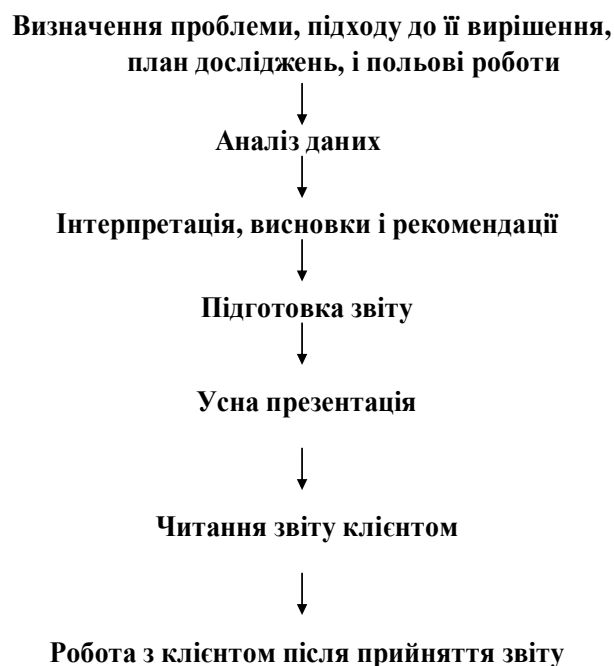 Визначення проблеми, підходу до її вирішення,
план досліджень, і польові роботи
Аналіз даних
Інтерпретація, висновки і рекомендації
Підготовка звіту
Усна презентація
Читання звіту клієнтом
Робота з клієнтом після прийняття звіту